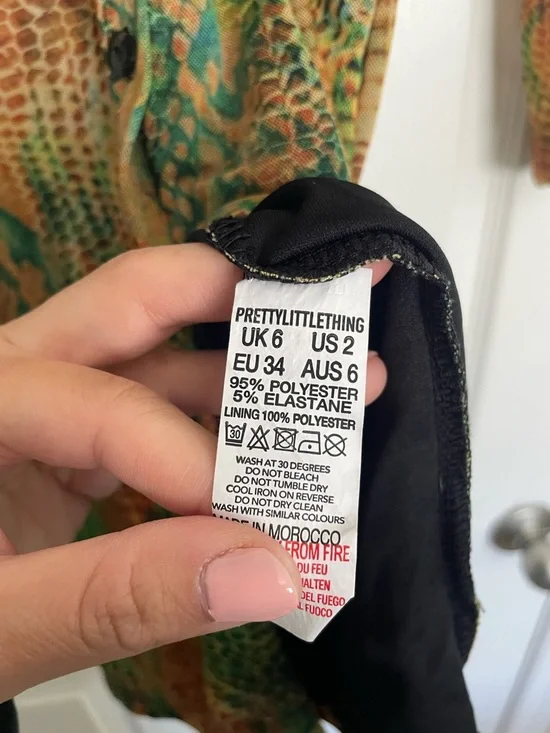 PRETTYLITTLETHING
UK 6 US 2
EU 34 AUS 6
95% POLYESTER
5% ELASTANE
LINING 100% POLYESTER
30
WASH AT 30 DEGREES
DO NOT BLEACH
DO NOT TUMBLE DRY
COOL IRON ON REVERSE
DO NOT DRY CLEAN
WASH WITH SIMILAR COLOURS
MADE IN MOROCCO
FROM FIRE
DU FEU
HALTEN
DEL FUEGO
FUOCO